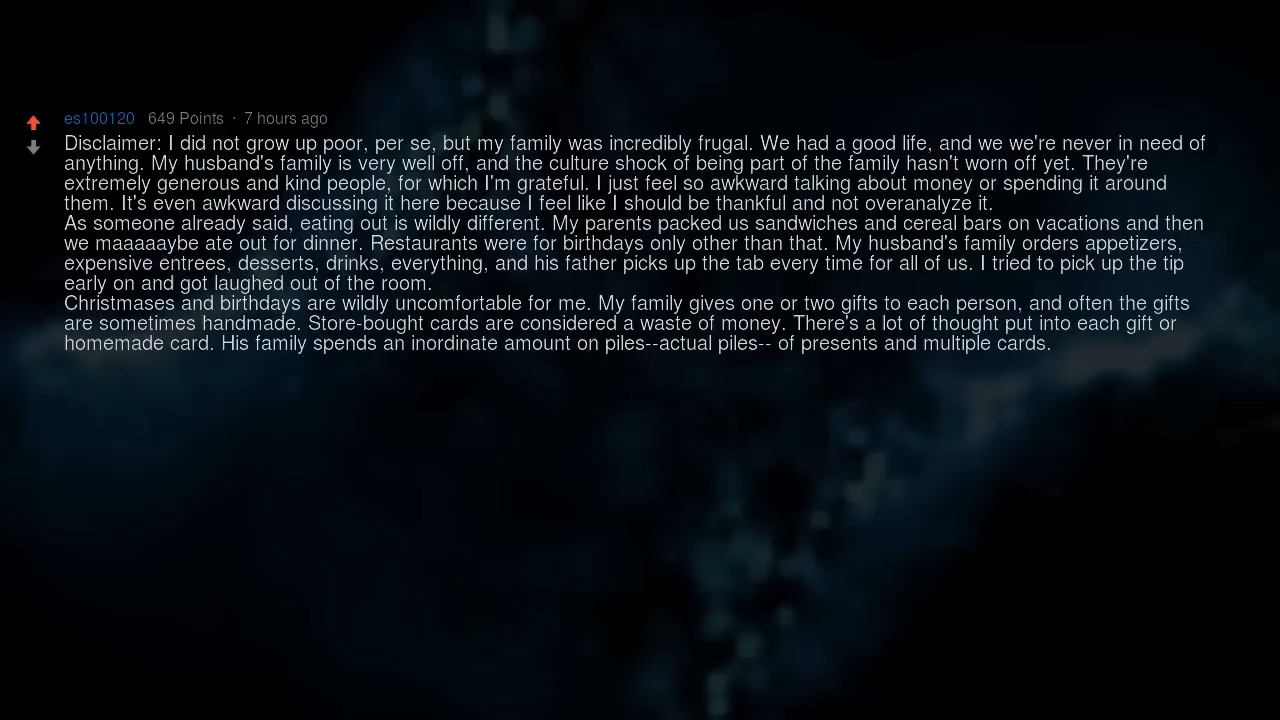 es100120 649 Points · 7 hours ago
Disclaimer: I did not grow up poor, per se, but my family was incredibly frugal. We had a good life, and we we're never in need of
anything. My husband's family is very well off, and the culture shock of being part of the family hasn't worn off yet. They're
extremely generous and kind people, for which I'm grateful. I just feel so awkward talking about money or spending it around
them. It's even awkward discussing it here because I feel like I should be thankful and not overanalyze it.
As someone already said, eating out is wildly different. My parents packed us sandwiches and cereal bars on vacations and then
we maaaaaybe ate out for dinner. Restaurants were for birthdays only other than that. My husband's family orders appetizers,
expensive entrees, desserts, drinks, everything, and his father picks up the tab every time for all of us. I tried to pick up the tip
early on and got laughed out of the room.
Christmases and birthdays are wildly uncomfortable for me. My family gives one or two gifts to each person, and often the gifts
are sometimes handmade. Store-bought cards are considered a waste of money. There's a lot of thought put into each gift or
homemade card. His family spends an inordinate amount on piles--actual piles-- of presents and multiple cards.